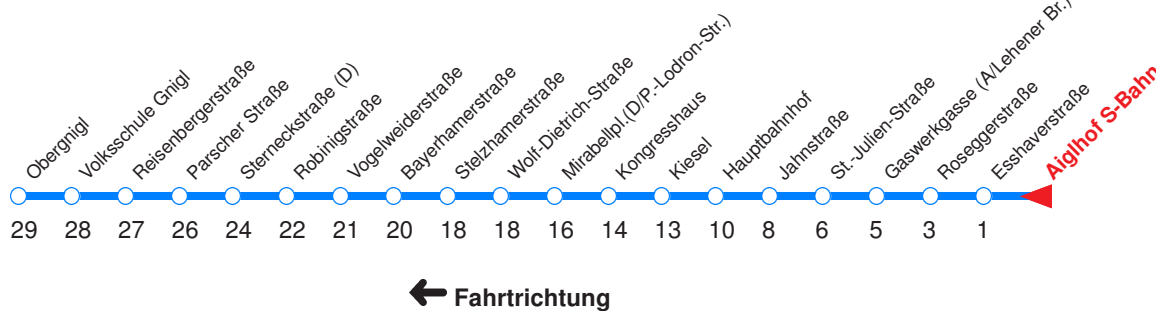 Obergnigl
Volksschule Gnigl
Reisenbergerstraße
Parscher Straße
Sterneckstraße (D)
Robinigstraße
Vogelweiderstraße
Bayerhamerstraße
Stelzhamerstraße
Wolf-Dietrich-Straße
Mirabellpl.(D/P.-Lodron-Str.)
Kongresshaus
Kiesel
Hauptbahnhof
Jahnstraße
St.-Julien-Straße
Gaswerkgasse (A/Lehener Br.)
Roseggerstraße
Esshaverstraße
Aiglhof S-Bahn
29 28 27 26 24 22 21 20 18 18 16 14 13 10 8 6 5 3 1
Fahrtrichtung